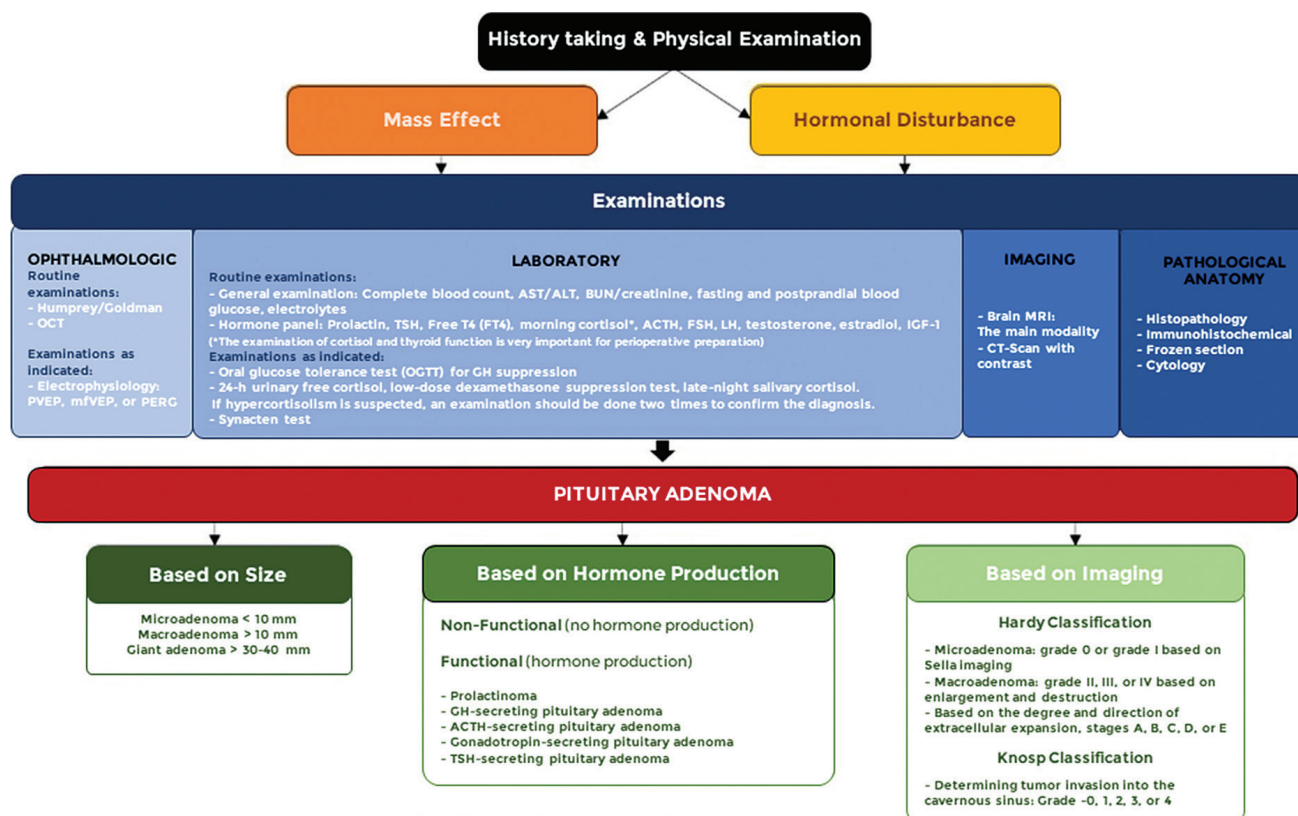 History taking & Physical Examination
Mass Effect
Hormonal Disturbance
Examinations
OPHTHALMOLOGIC
Routine
examinations:
- Humprey/Goldman
- OCT
Examinations as
indicated:
- Electrophysiology:
PVEP, mfVEP, or PERG
LABORATORY
Routine examinations:
- General examination: Complete blood count, AST/ALT, BUN/creatinine, fasting and postprandial blood
glucose, electrolytes
- Hormone panel: Prolactin, TSH, Free T4 (FT4), morning cortisol*, ACTH, FSH, LH, testosterone, estradiol, IGF-1
(*The examination of cortisol and thyroid function is very important for perioperative preparation)
Examinations as indicated:
- Oral glucose tolerance test (OGTT) for GH suppression
- 24-h urinary free cortisol, low-dose dexamethasone suppression test, late-night salivary cortisol.
If hypercortisolism is suspected, an examination should be done two times to confirm the diagnosis.
- Synacten test
IMAGING
- Brain MRI:
The main modality
- CT-Scan with
contrast
PATHOLOGICAL
ANATOMY
- Histopathology
- Immunohistochemical
- Frozen section
- Cytology
PITUITARY ADENOMA
Based on Size
Microadenoma < 10 mm
Macroadenoma > 10 mm
Giant adenoma > 30-40 mm
Based on Hormone Production
Non-Functional (no hormone production)
Functional (hormone production)
- Prolactinoma
- GH-secreting pituitary adenoma
- ACTH-secreting pituitary adenoma
- Gonadotropin-secreting pituitary adenoma
- TSH-secreting pituitary adenoma
Based on Imaging
Hardy Classification
- Microadenoma: grade 0 or grade I based on
Sella imaging
- Macroadenoma: grade II, III, or IV based on
enlargement and destruction
- Based on the degree and direction of
extracellular expansion, stages A, B, C, D, or E
Knosp Classification
- Determining tumor invasion into the
cavernous sinus: Grade -0, 1, 2, 3, or 4